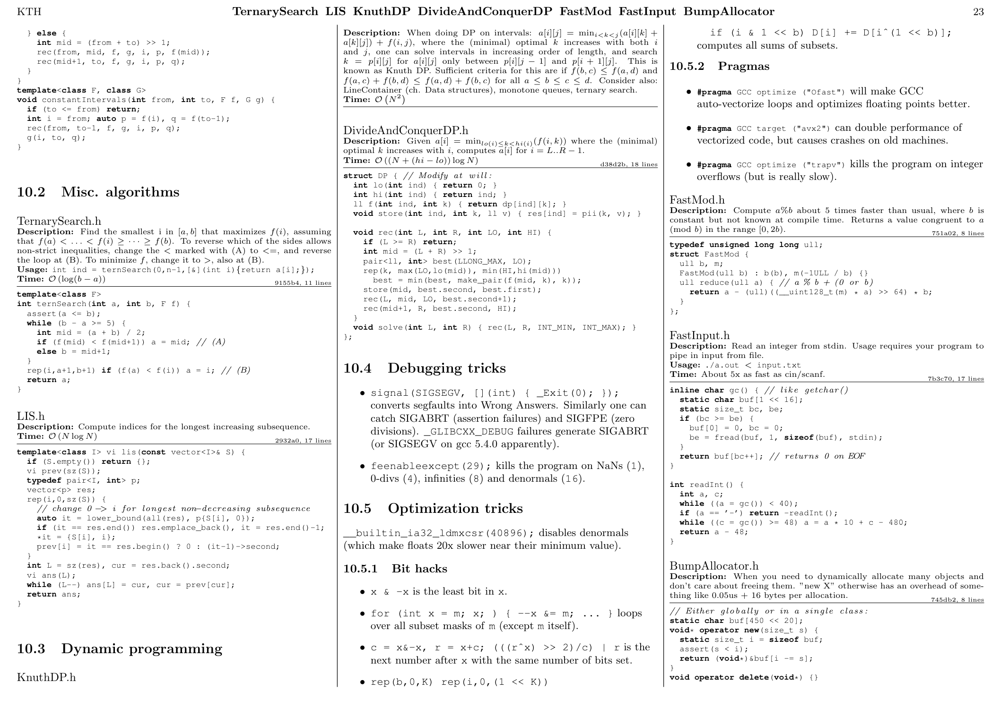 KTH
TernarySearch LIS KnuthDP DivideAndConquerDP FastMod FastInput BumpAllocator
23
  } else {
    int mid = (from + to) >> 1;
    rec(from, mid, f, g, i, p, f(mid));
    rec(mid+1, to, f, g, i, p, q);
  }
}
template<class F, class G>
void constantIntervals(int from, int to, F f, G g) {
  if (to <= from) return;
  int i = from; auto p = f(i), q = f(to-1);
  rec(from, to-1, f, g, i, p, q);
  g(i, to, q);
}
10.2 Misc. algorithms
TernarySearch.h
Description: Find the smallest i in [a, b] that maximizes f(i), assuming
that f(a) < … < f(i) ≥ ⋯ ≥ f(b). To reverse which of the sides allows
non-strict inequalities, change the < marked with (A) to <=, and reverse
the loop at (B). To minimize f, change it to >, also at (B).
Usage: int ind = ternSearch(0,n-1,[&](int i){return a[i];});
Time: O (log(b − a))
9155b4, 11 lines
template<class F>
int ternSearch(int a, int b, F f) {
  assert(a <= b);
  while (b - a >= 5) {
    int mid = (a + b) / 2;
    if (f(mid) < f(mid+1)) a = mid; // (A)
    else b = mid+1;
  }
  rep(i,a+1,b+1) if (f(a) < f(i)) a = i; // (B)
  return a;
}
LIS.h
Description: Compute indices for the longest increasing subsequence.
Time: O (N log N)
2932a0, 17 lines
template<class I> vi lis(const vector<I>& S) {
  if (S.empty()) return {};
  vi prev(sz(S));
  typedef pair<I, int> p;
  vector<p> res;
  rep(i,0,sz(S)) {
    // change 0 -> i for longest non-decreasing subsequence
    auto it = lower_bound(all(res), p{S[i], 0});
    if (it == res.end()) res.emplace_back(), it = res.end()-1;
    *it = {S[i], i};
    prev[i] = it == res.begin() ? 0 : (it-1)->second;
  }
  int L = sz(res), cur = res.back().second;
  vi ans(L);
  while (L--) ans[L] = cur, cur = prev[cur];
  return ans;
}
10.3 Dynamic programming
KnuthDP.h
Description: When doing DP on intervals: a[i][j] = min_{i<k<j}(a[i][k] +
a[k][j]) + f(i, j), where the (minimal) optimal k increases with both i
and j, one can solve intervals in increasing order of length, and search
k = p[i][j] for a[i][j] only between p[i][j − 1] and p[i + 1][j]. This is
known as Knuth DP. Sufficient criteria for this are if f(b, c) ≤ f(a, d) and
f(a, c) + f(b, d) ≤ f(a, d) + f(b, c) for all a ≤ b ≤ c ≤ d. Consider also:
LineContainer (ch. Data structures), monotone queues, ternary search.
Time: O (N²)
DivideAndConquerDP.h
Description: Given a[i] = min_{lo(i)≤k<hi(i)}(f(i, k)) where the (minimal)
optimal k increases with i, computes a[i] for i = L..R − 1.
Time: O ((N + (hi − lo)) log N)
d38d2b, 18 lines
struct DP { // Modify at will:
  int lo(int ind) { return 0; }
  int hi(int ind) { return ind; }
  ll f(int ind, int k) { return dp[ind][k]; }
  void store(int ind, int k, ll v) { res[ind] = pii(k, v); }
  void rec(int L, int R, int LO, int HI) {
    if (L >= R) return;
    int mid = (L + R) >> 1;
    pair<ll, int> best(LLONG_MAX, LO);
    rep(k, max(LO,lo(mid)), min(HI,hi(mid)))
      best = min(best, make_pair(f(mid, k), k));
    store(mid, best.second, best.first);
    rec(L, mid, LO, best.second+1);
    rec(mid+1, R, best.second, HI);
  }
  void solve(int L, int R) { rec(L, R, INT_MIN, INT_MAX); }
};
10.4 Debugging tricks
• signal(SIGSEGV, [](int) { _Exit(0); });
converts segfaults into Wrong Answers. Similarly one can
catch SIGABRT (assertion failures) and SIGFPE (zero
divisions). _GLIBCXX_DEBUG failures generate SIGABRT
(or SIGSEGV on gcc 5.4.0 apparently).
• feenableexcept(29); kills the program on NaNs (1),
0-divs (4), infinities (8) and denormals (16).
10.5 Optimization tricks
__builtin_ia32_ldmxcsr(40896); disables denormals
(which make floats 20x slower near their minimum value).
10.5.1 Bit hacks
• x & -x is the least bit in x.
• for (int x = m; x; ) { --x &= m; ... } loops
over all subset masks of m (except m itself).
• c = x&-x, r = x+c; (((r^x) >> 2)/c) | r is the
next number after x with the same number of bits set.
• rep(b,0,K) rep(i,0,(1 << K))
  if (i & 1 << b) D[i] += D[i^(1 << b)];
computes all sums of subsets.
10.5.2 Pragmas
• #pragma GCC optimize ("Ofast") will make GCC
auto-vectorize loops and optimizes floating points better.
• #pragma GCC target ("avx2") can double performance of
vectorized code, but causes crashes on old machines.
• #pragma GCC optimize ("trapv") kills the program on integer
overflows (but is really slow).
FastMod.h
Description: Compute a%b about 5 times faster than usual, where b is
constant but not known at compile time. Returns a value congruent to a
(mod b) in the range [0, 2b).
751a02, 8 lines
typedef unsigned long long ull;
struct FastMod {
  ull b, m;
  FastMod(ull b) : b(b), m(-1ULL / b) {}
  ull reduce(ull a) { // a % b + (0 or b)
    return a - (ull)((__uint128_t(m) * a) >> 64) * b;
  }
};
FastInput.h
Description: Read an integer from stdin. Usage requires your program to
pipe in input from file.
Usage: ./a.out < input.txt
Time: About 5x as fast as cin/scanf.
7b3c70, 17 lines
inline char gc() { // like getchar()
  static char buf[1 << 16];
  static size_t bc, be;
  if (bc >= be) {
    buf[0] = 0, bc = 0;
    be = fread(buf, 1, sizeof(buf), stdin);
  }
  return buf[bc++]; // returns 0 on EOF
}
int readInt() {
  int a, c;
  while ((a = gc()) < 40);
  if (a == '-') return -readInt();
  while ((c = gc()) >= 48) a = a * 10 + c - 480;
  return a - 48;
}
BumpAllocator.h
Description: When you need to dynamically allocate many objects and
don't care about freeing them. "new X" otherwise has an overhead of some-
thing like 0.05us + 16 bytes per allocation.
745db2, 8 lines
// Either globally or in a single class:
static char buf[450 << 20];
void* operator new(size_t s) {
  static size_t i = sizeof buf;
  assert(s < i);
  return (void*)&buf[i -= s];
}
void operator delete(void*) {}